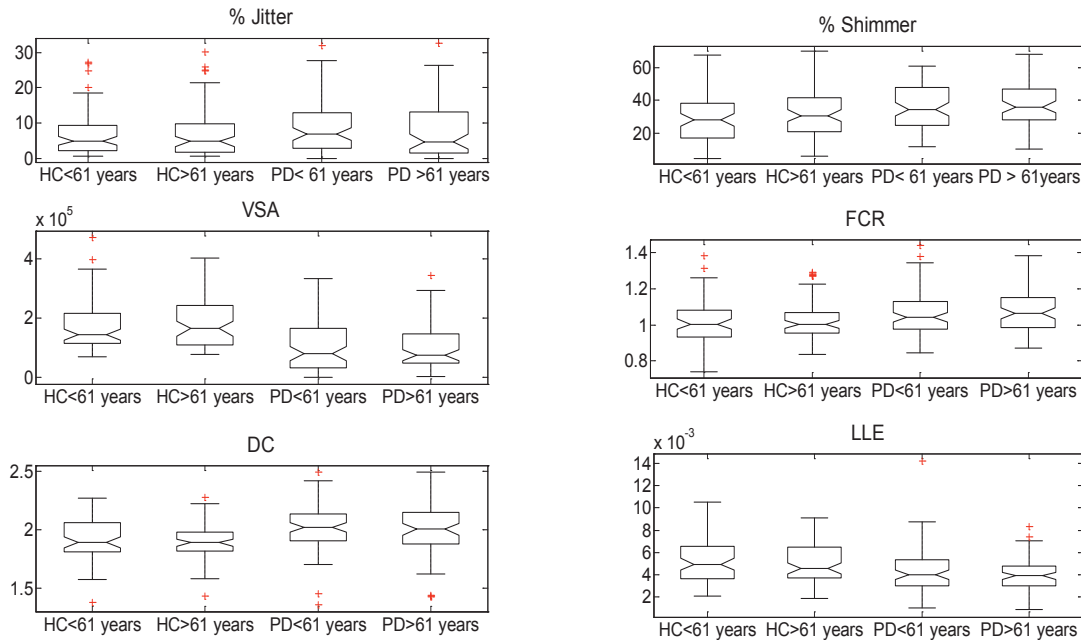 % Jitter
30
20
10
0
HC<61 years HC>61 years PD< 61 years PD >61 years
% Shimmer
60
40
20
HC<61 years HC>61 years PD< 61 years PD > 61years
VSA
x 10^5
4
2
0
HC<61 years HC>61 years PD<61 years PD>61 years
FCR
1.4
1.2
1
0.8
HC<61 years HC>61 years PD<61 years PD>61 years
DC
2.5
2
1.5
HC<61 years HC>61 years PD<61 years PD>61 years
LLE
x 10^-3
14
12
10
8
6
4
2
HC<61 years HC>61 years PD<61 years PD>61 years